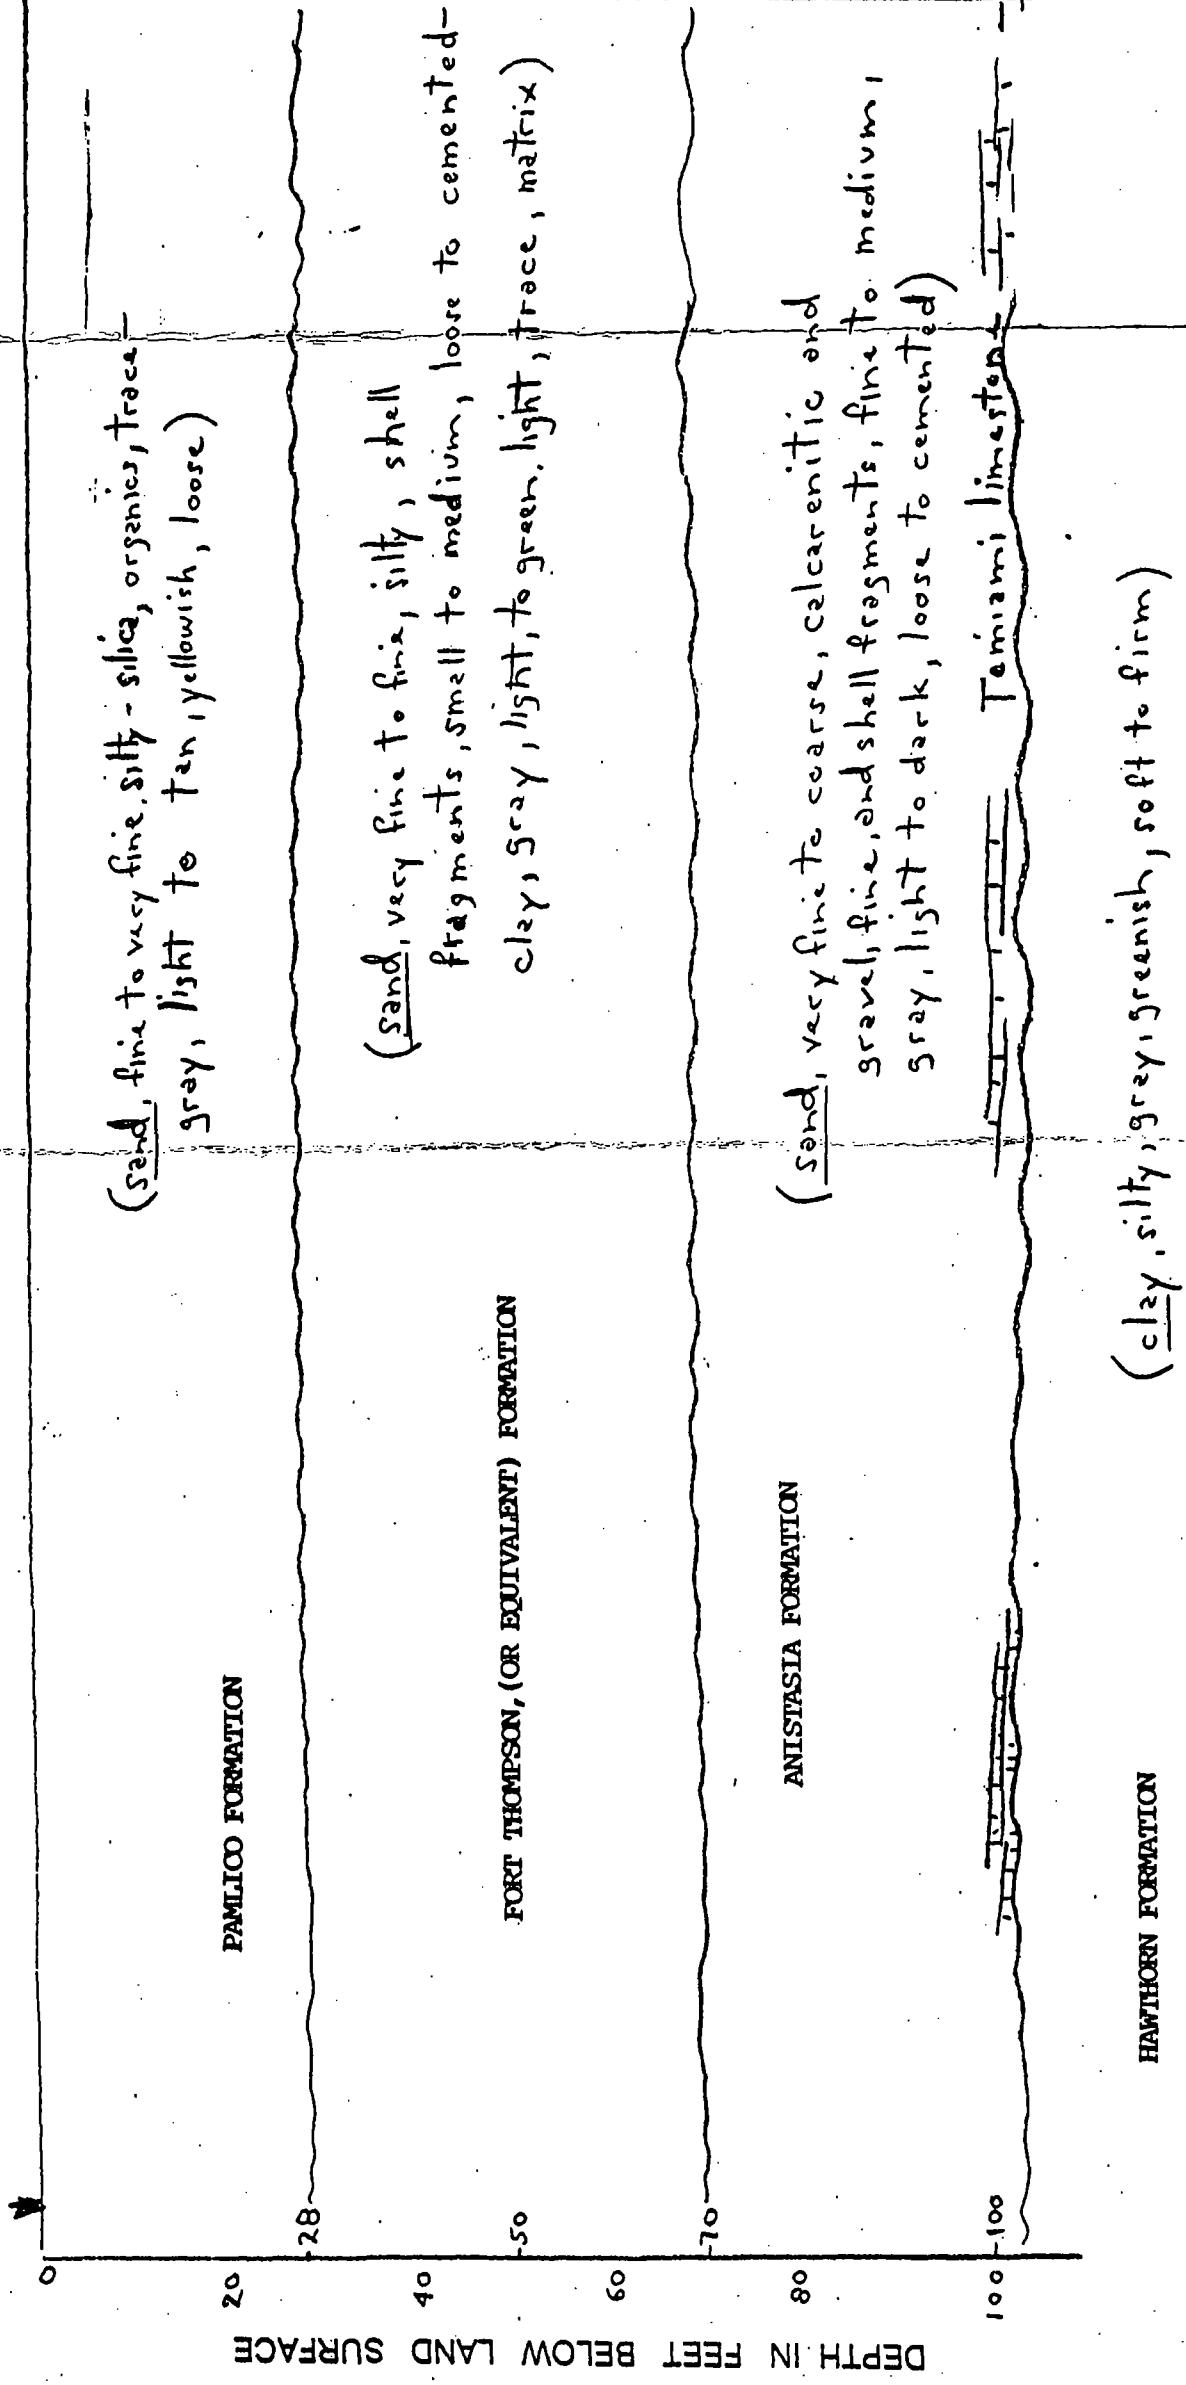 DEPTH IN FEET BELOW LAND SURFACE
0
20
28
40
50
60
70
80
100
100
PAMLICO FORMATION
(sand, fine to very fine, silty - silica, organics, trace—
gray, light to tan, yellowish, loose)
FORT THOMPSON, (OR EQUIVALENT) FORMATION
(sand, very fine to fine, silty, shell
fragments, small to medium, loose to cemented-
clay, gray, light, to green, light, trace, matrix)
ANISTASIA FORMATION
(sand, very fine to coarse, calcarenitic and
gravel, fine, and shell fragments, fine to medium,
gray, light to dark, loose to cemented)
Tamiami limestone
HAWTHORN FORMATION
(clay, silty, gray, greenish, soft to firm)